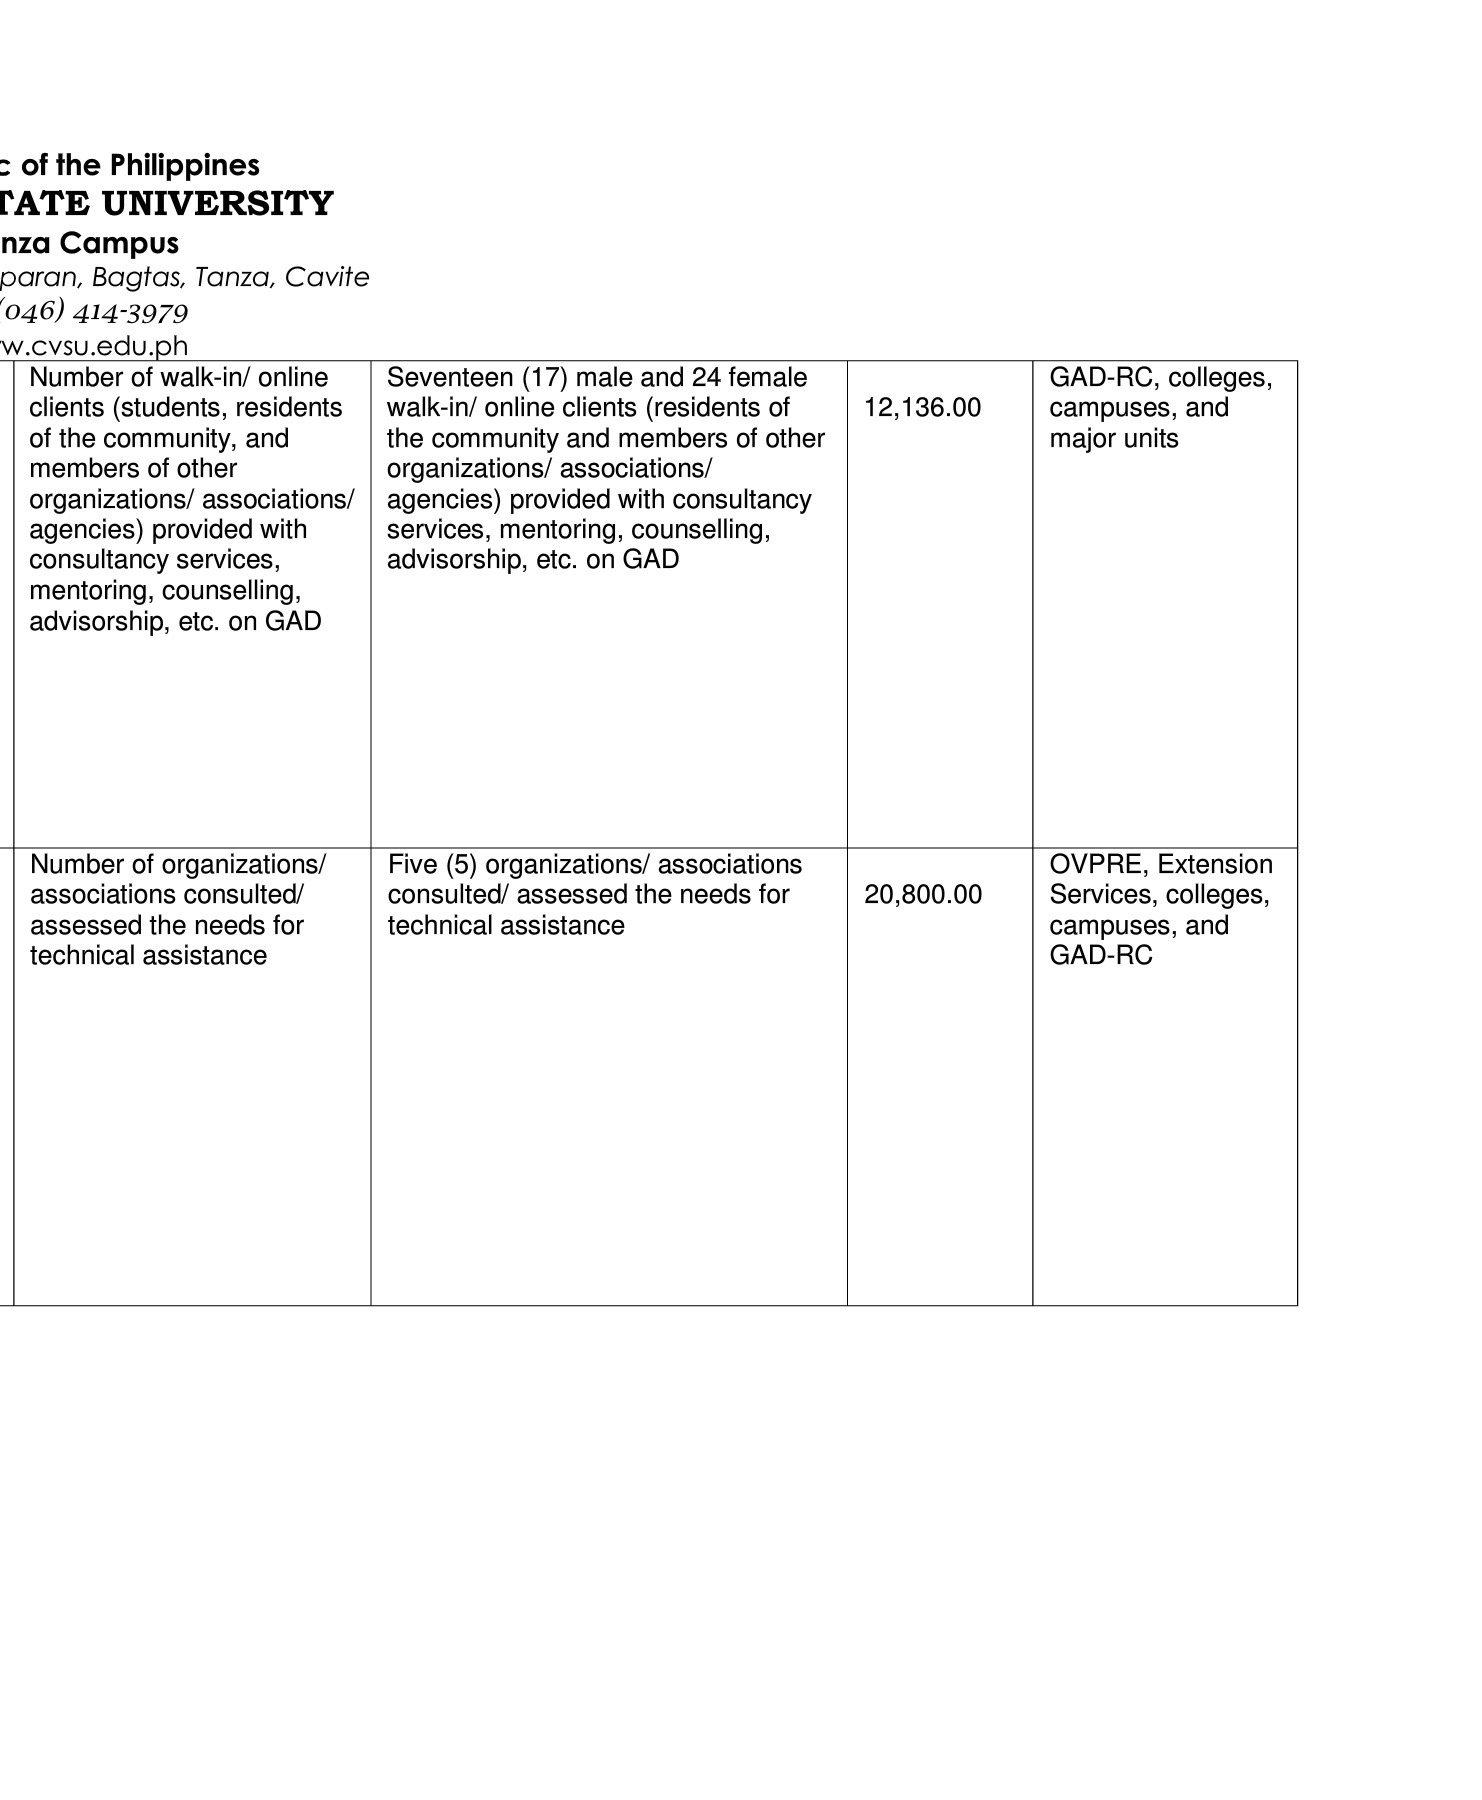 of the Philippines
TATE UNIVERSITY
nza Campus
paran, Bagtas, Tanza, Cavite
(046) 414-3979
w.cvsu.edu.ph
Number of walk-in/ online
clients (students, residents
of the community, and
members of other
organizations/ associations/
agencies) provided with
consultancy services,
mentoring, counselling,
advisorship, etc. on GAD
Seventeen (17) male and 24 female
walk-in/ online clients (residents of
the community and members of other
organizations/ associations/
agencies) provided with consultancy
services, mentoring, counselling,
advisorship, etc. on GAD
12,136.00
GAD-RC, colleges,
campuses, and
major units
Number of organizations/
associations consulted/
assessed the needs for
technical assistance
Five (5) organizations/ associations
consulted/ assessed the needs for
technical assistance
20,800.00
OVPRE, Extension
Services, colleges,
campuses, and
GAD-RC